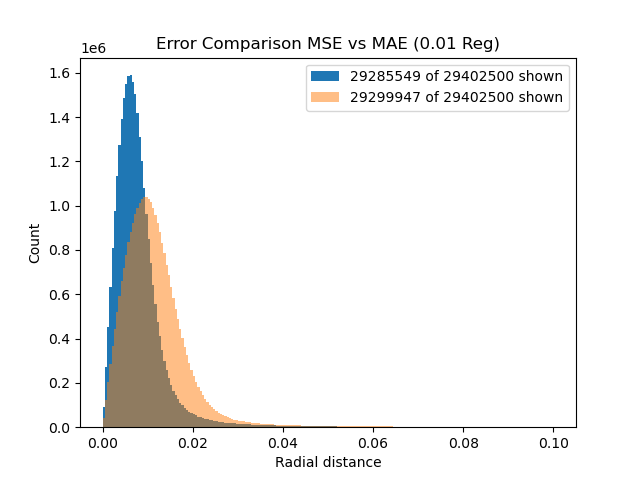 Error Comparison MSE vs MAE (0.01 Reg)
1e6
29285549 of 29402500 shown
29299947 of 29402500 shown
1.6
1.4
1.2
1.0
0.8
0.6
0.4
0.2
0.0
Count
0.00 0.02 0.04 0.06 0.08 0.10
Radial distance